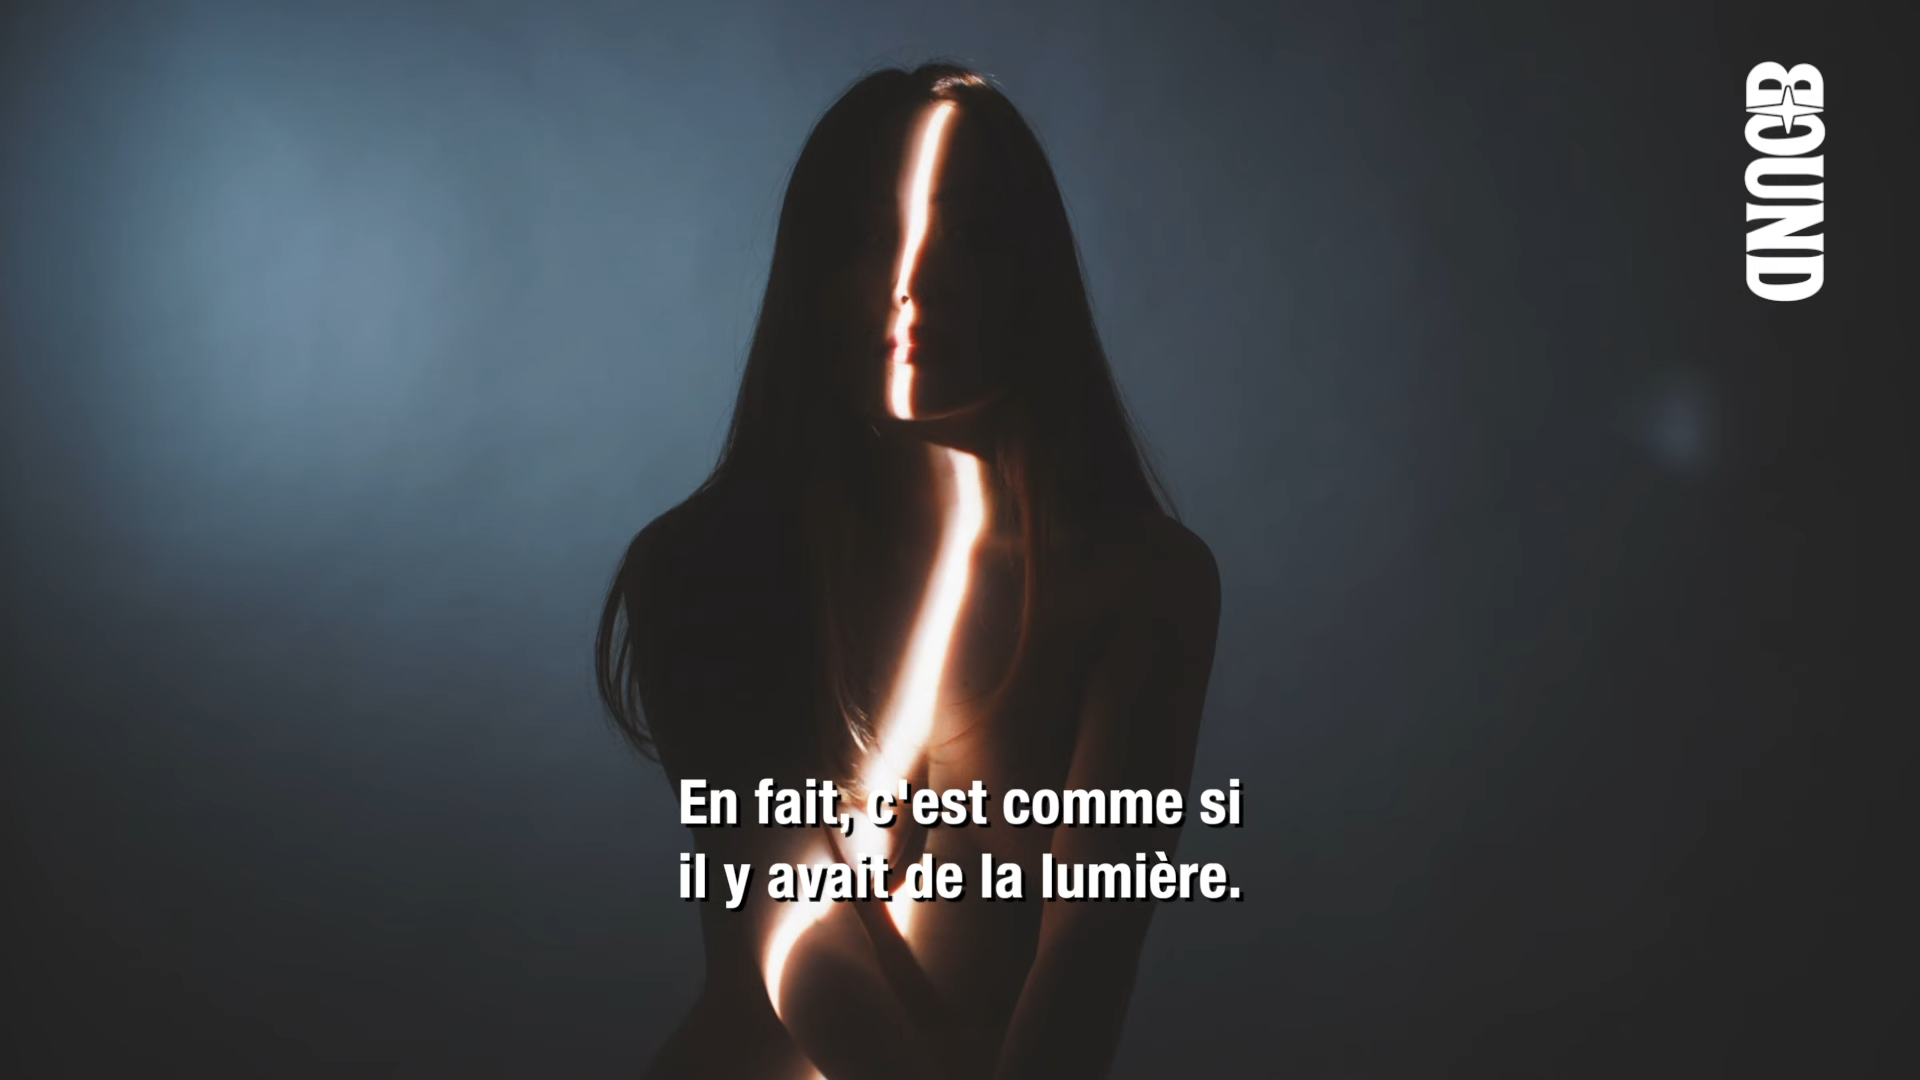 BOUND
En fait, c'est comme si
il y avait de la lumière.